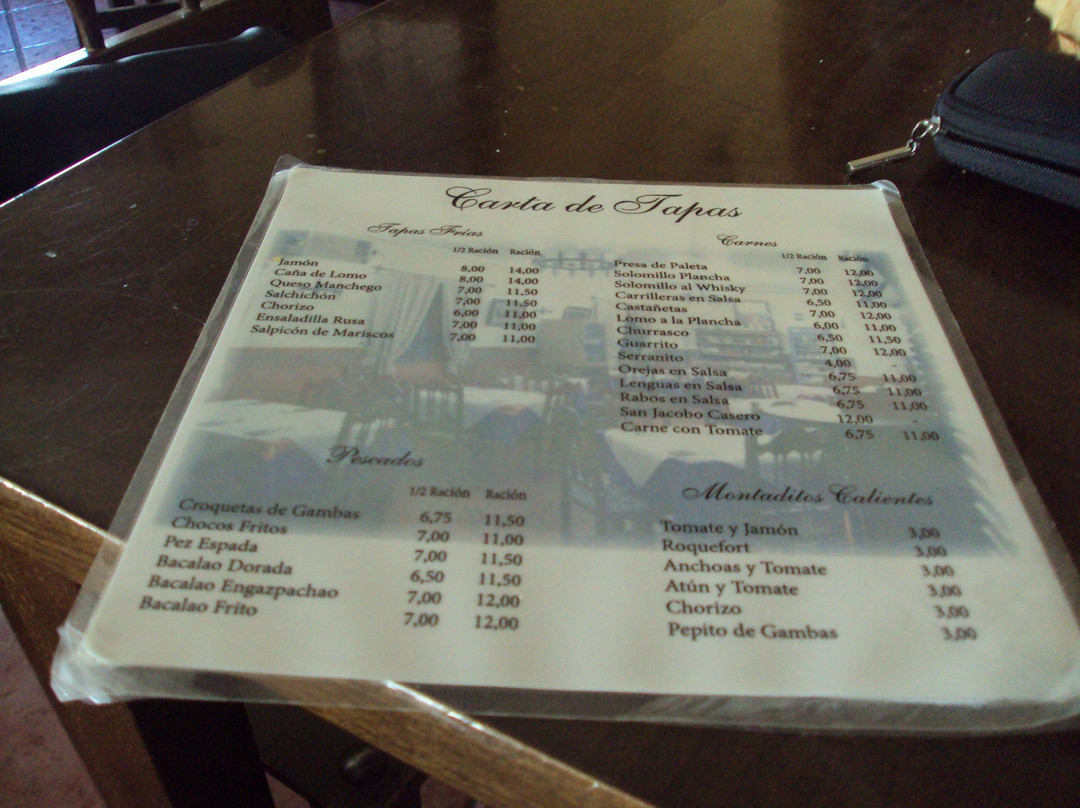 Carta de Tapas
Tapas Frías
1/2 Ración Ración
Jamón 8,00 14,00
Caña de Lomo 8,00 14,00
Queso Manchego 7,00 11,50
Salchichón 7,00 11,50
Chorizo 6,00 11,00
Ensaladilla Rusa 7,00 11,00
Salpicón de Mariscos 7,00 11,00
Carnes
1/2 Ración Ración
Presa de Paleta 7,00 12,00
Solomillo Plancha 7,00 12,00
Solomillo al Whisky 7,00 12,00
Carrilleras en Salsa 6,50 11,00
Castañetas 7,00 12,00
Lomo a la Plancha 6,00 11,00
Churrasco 6,50 11,50
Guarrito 7,00 12,00
Serranito 4,00 -
Orejas en Salsa 6,75 11,00
Lenguas en Salsa 6,75 11,00
Rabos en Salsa 6,75 11,00
San Jacobo Casero 12,00 -
Carne con Tomate 6,75 11,00
Pescados
1/2 Ración Ración
Croquetas de Gambas 6,75 11,50
Chocos Fritos 7,00 11,00
Pez Espada 7,00 11,50
Bacalao Dorada 6,50 11,50
Bacalao Engazpachao 7,00 12,00
Bacalao Frito 7,00 12,00
Montaditos Calientes
Tomate y Jamón 3,00
Roquefort 3,00
Anchoas y Tomate 3,00
Atún y Tomate 3,00
Chorizo 3,00
Pepito de Gambas 3,00